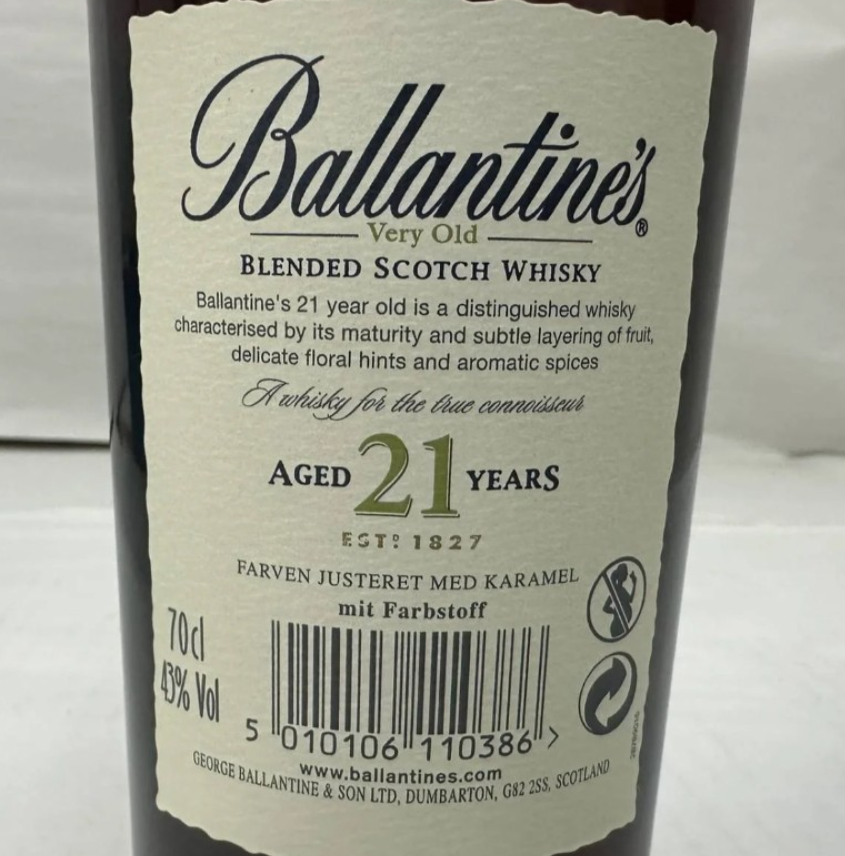 Ballantine's®
Very Old
BLENDED SCOTCH WHISKY
Ballantine's 21 year old is a distinguished whisky
characterised by its maturity and subtle layering of fruit,
delicate floral hints and aromatic spices
A whisky for the true connoisseur
AGED 21 YEARS
ESTD 1827
FARVEN JUSTERET MED KARAMEL
mit Farbstoff
70cl
43% Vol
5 010106 110386 >
www.ballantines.com
GEORGE BALLANTINE & SON LTD, DUMBARTON, G82 2SS, SCOTLAND